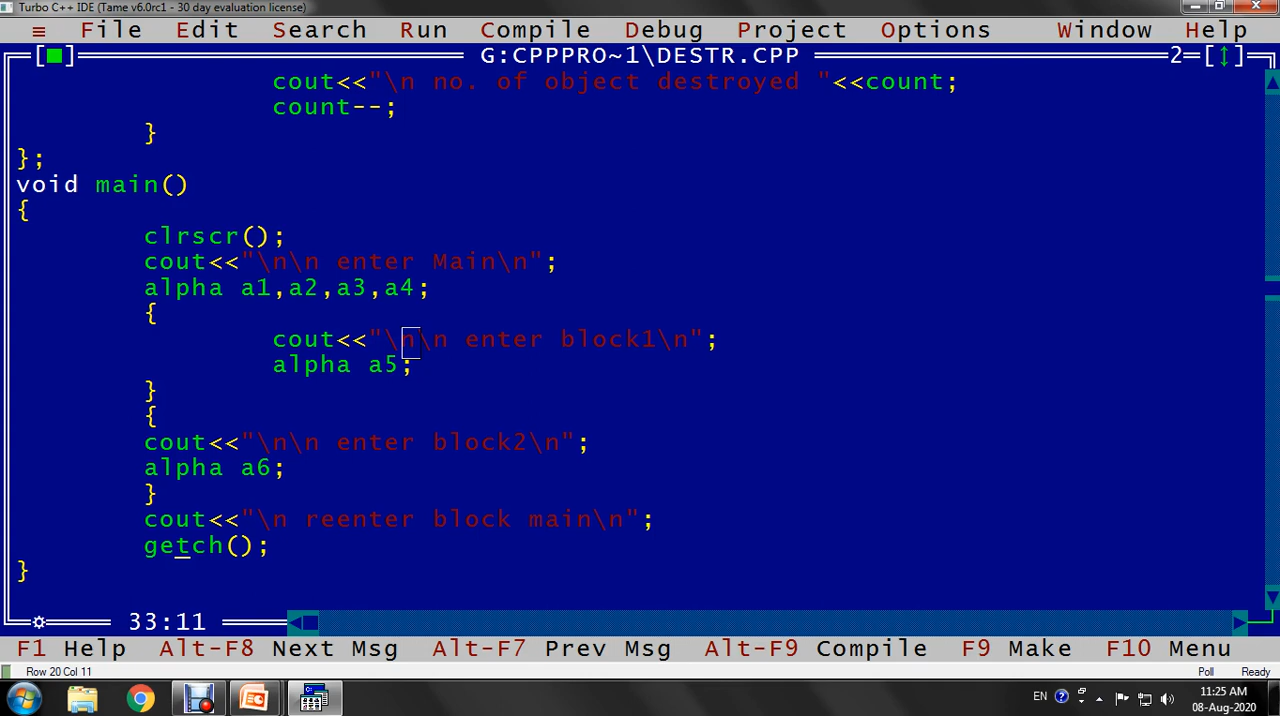 Turbo C++ IDE (Tame v6.0rc1 - 30 day evaluation license)
≡ File Edit Search Run Compile Debug Project Options Window Help
[■] G:CPPPRO~1\DESTR.CPP 2=[↕]
cout<<"\n no. of object destroyed "<<count;
count--;
}
};
void main()
{
clrscr();
cout<<"\n\n enter Main\n";
alpha a1,a2,a3,a4;
{
cout<<"\n\n enter block1\n";
alpha a5;
}
{
cout<<"\n\n enter block2\n";
alpha a6;
}
cout<<"\n reenter block main\n";
getch();
}
33:11
F1 Help Alt-F8 Next Msg Alt-F7 Prev Msg Alt-F9 Compile F9 Make F10 Menu
Row 20 Col 11 Poll Ready
EN 11:25 AM
08-Aug-2020